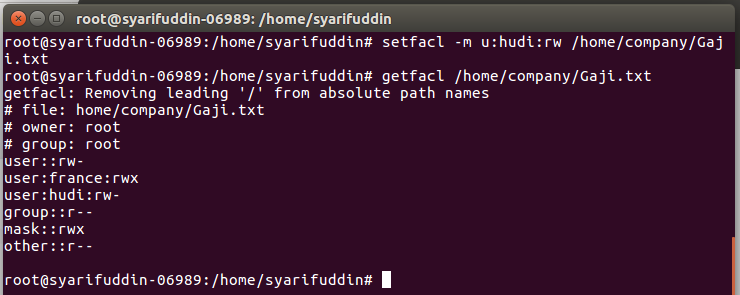 root@syarifuddin-06989: /home/syarifuddin
root@syarifuddin-06989:/home/syarifuddin# setfacl -m u:hudi:rw /home/company/Gaj
i.txt
root@syarifuddin-06989:/home/syarifuddin# getfacl /home/company/Gaji.txt
getfacl: Removing leading '/' from absolute path names
# file: home/company/Gaji.txt
# owner: root
# group: root
user::rw-
user:france:rwx
user:hudi:rw-
group::r--
mask::rwx
other::r--
root@syarifuddin-06989:/home/syarifuddin#